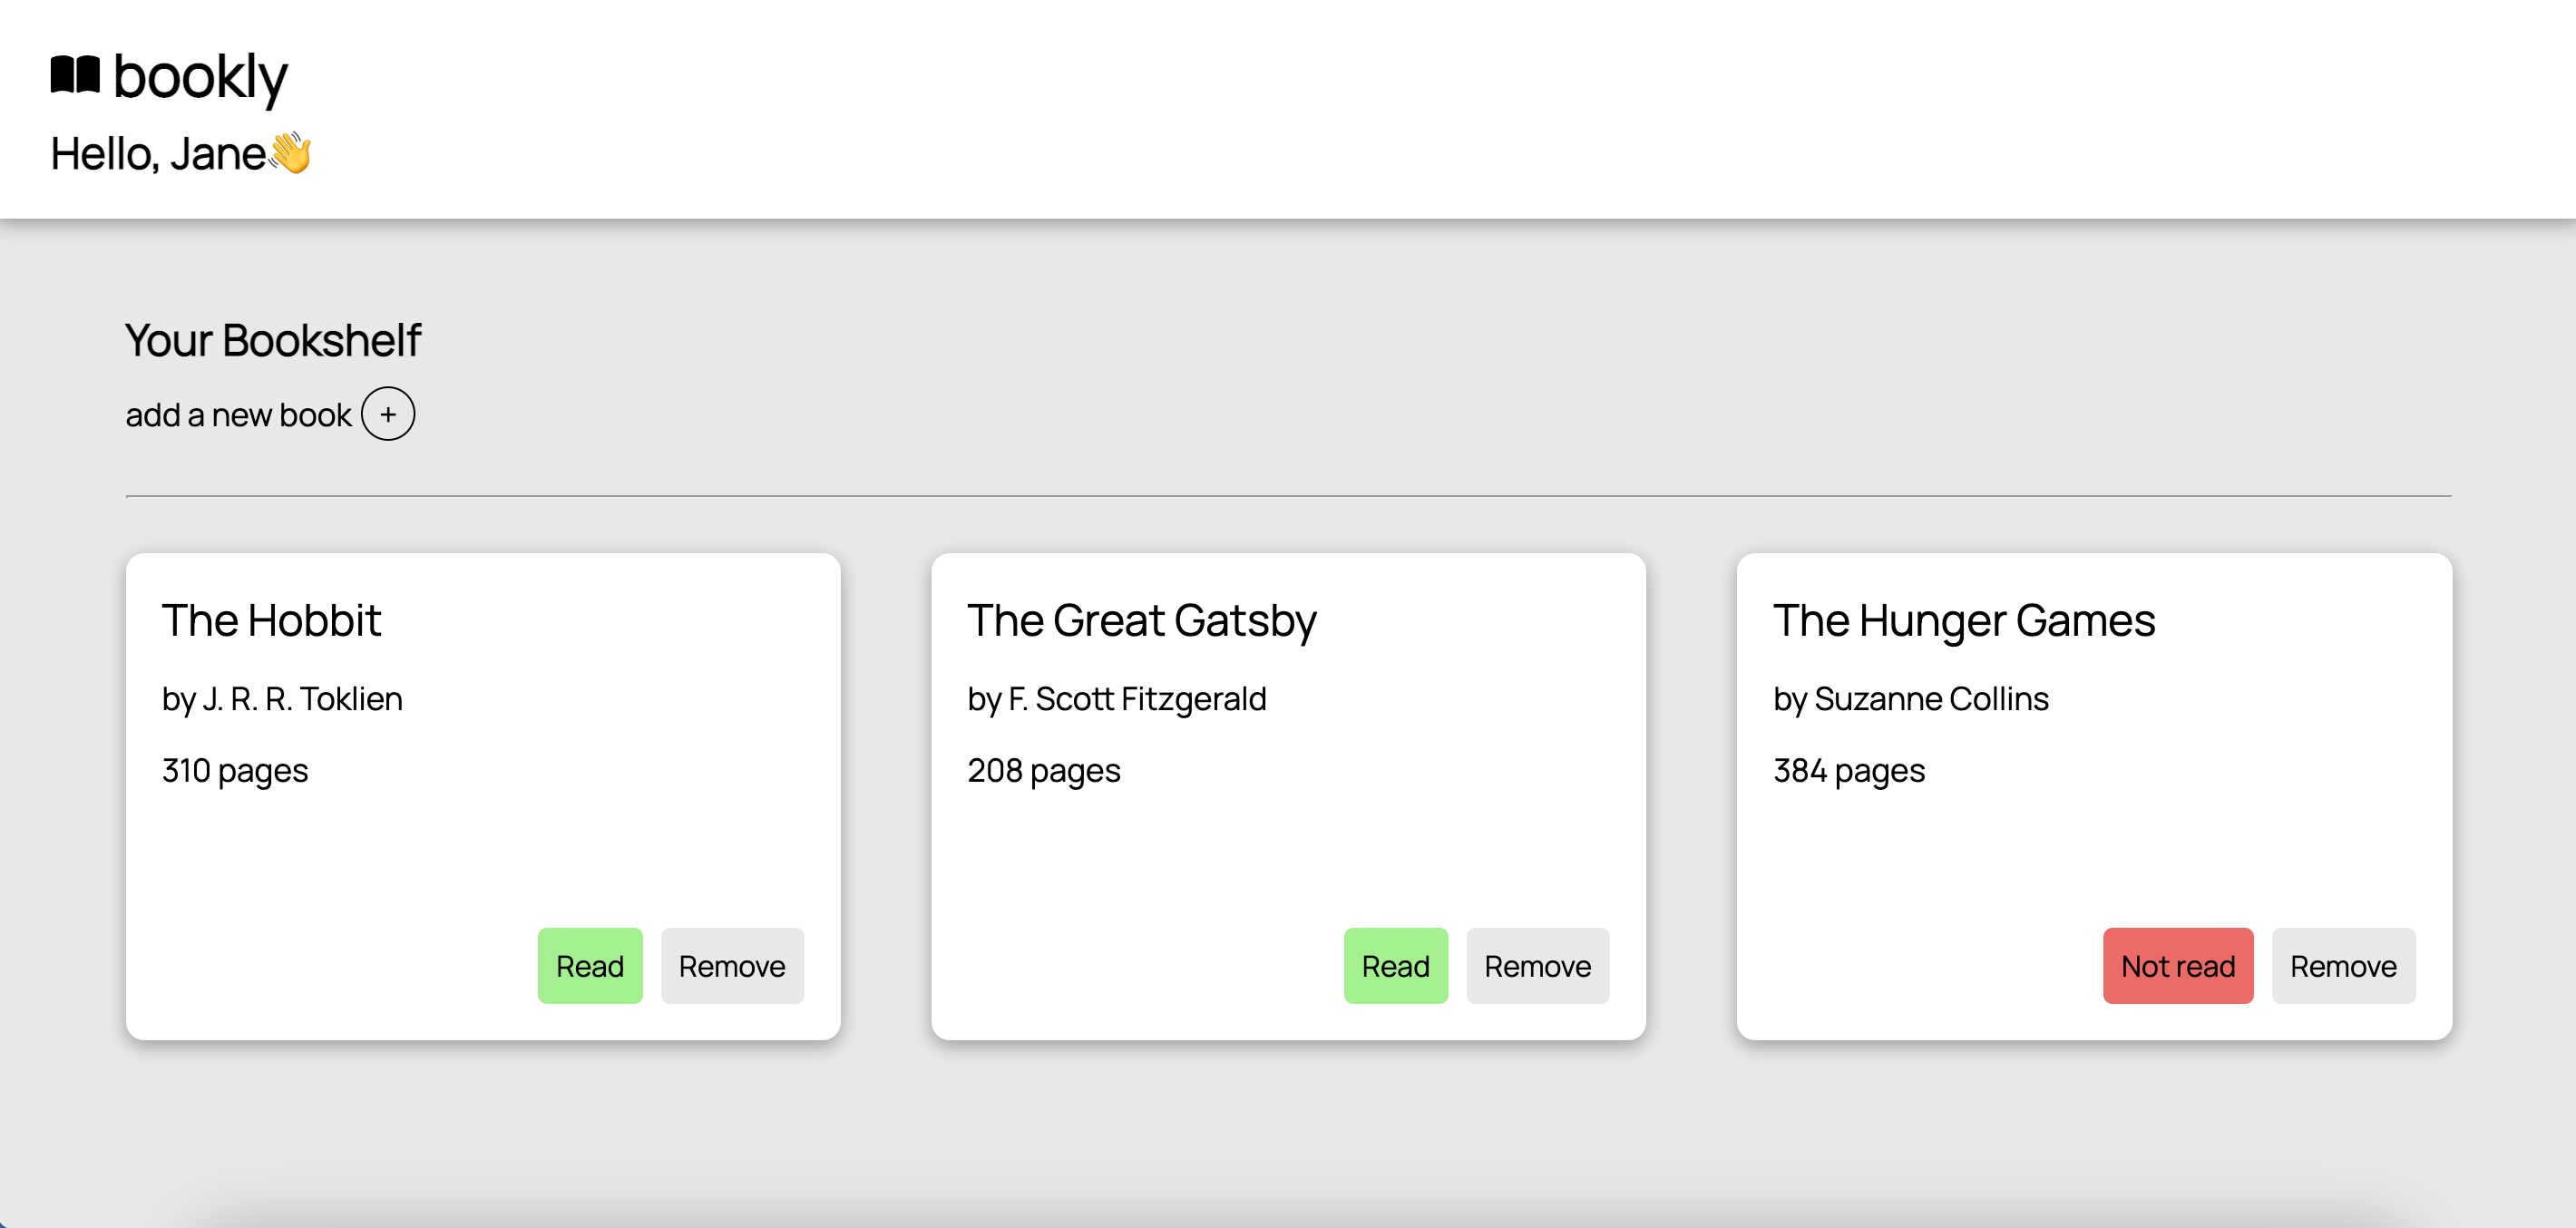 bookly
Hello, Jane👋
Your Bookshelf
add a new book +
The Hobbit
by J. R. R. Toklien
310 pages
Read Remove
The Great Gatsby
by F. Scott Fitzgerald
208 pages
Read Remove
The Hunger Games
by Suzanne Collins
384 pages
Not read Remove